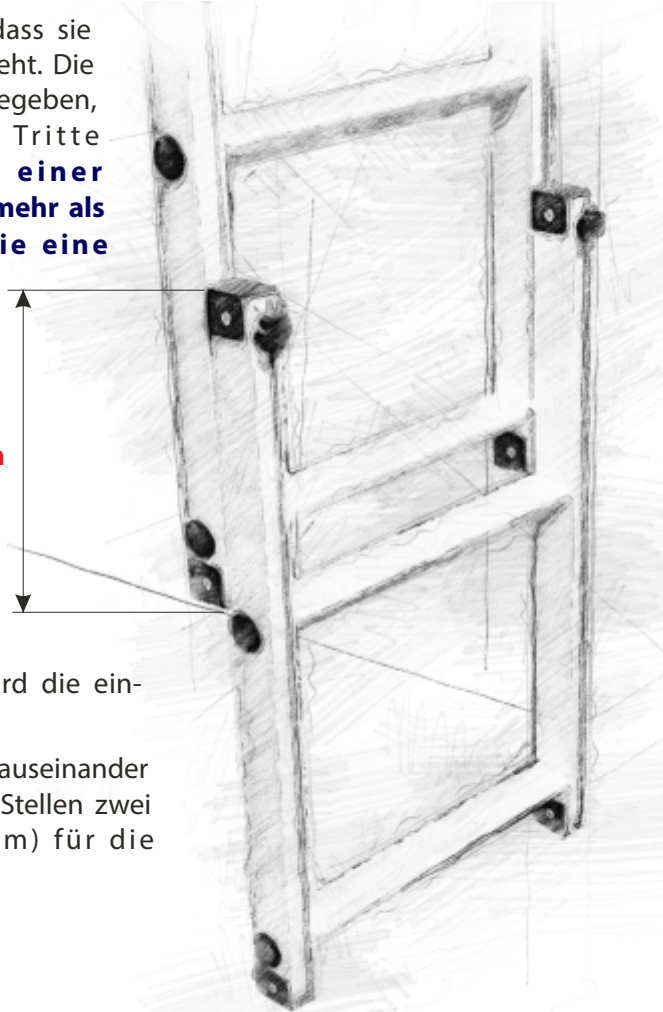 dass sie
eht. Die
egeben,
Tritte
einer
mehr als
ie eine
n
rd die ein-
auseinander
Stellen zwei
m) für die